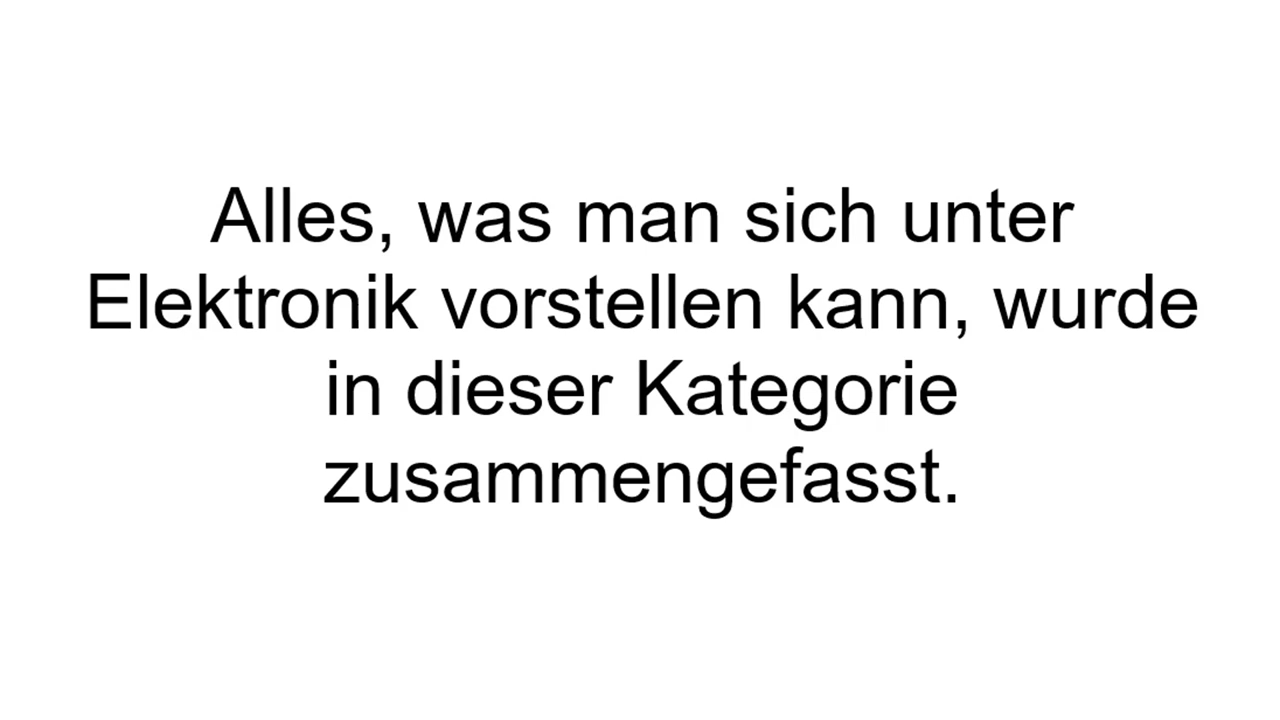 Alles, was man sich unter
Elektronik vorstellen kann, wurde
in dieser Kategorie
zusammengefasst.